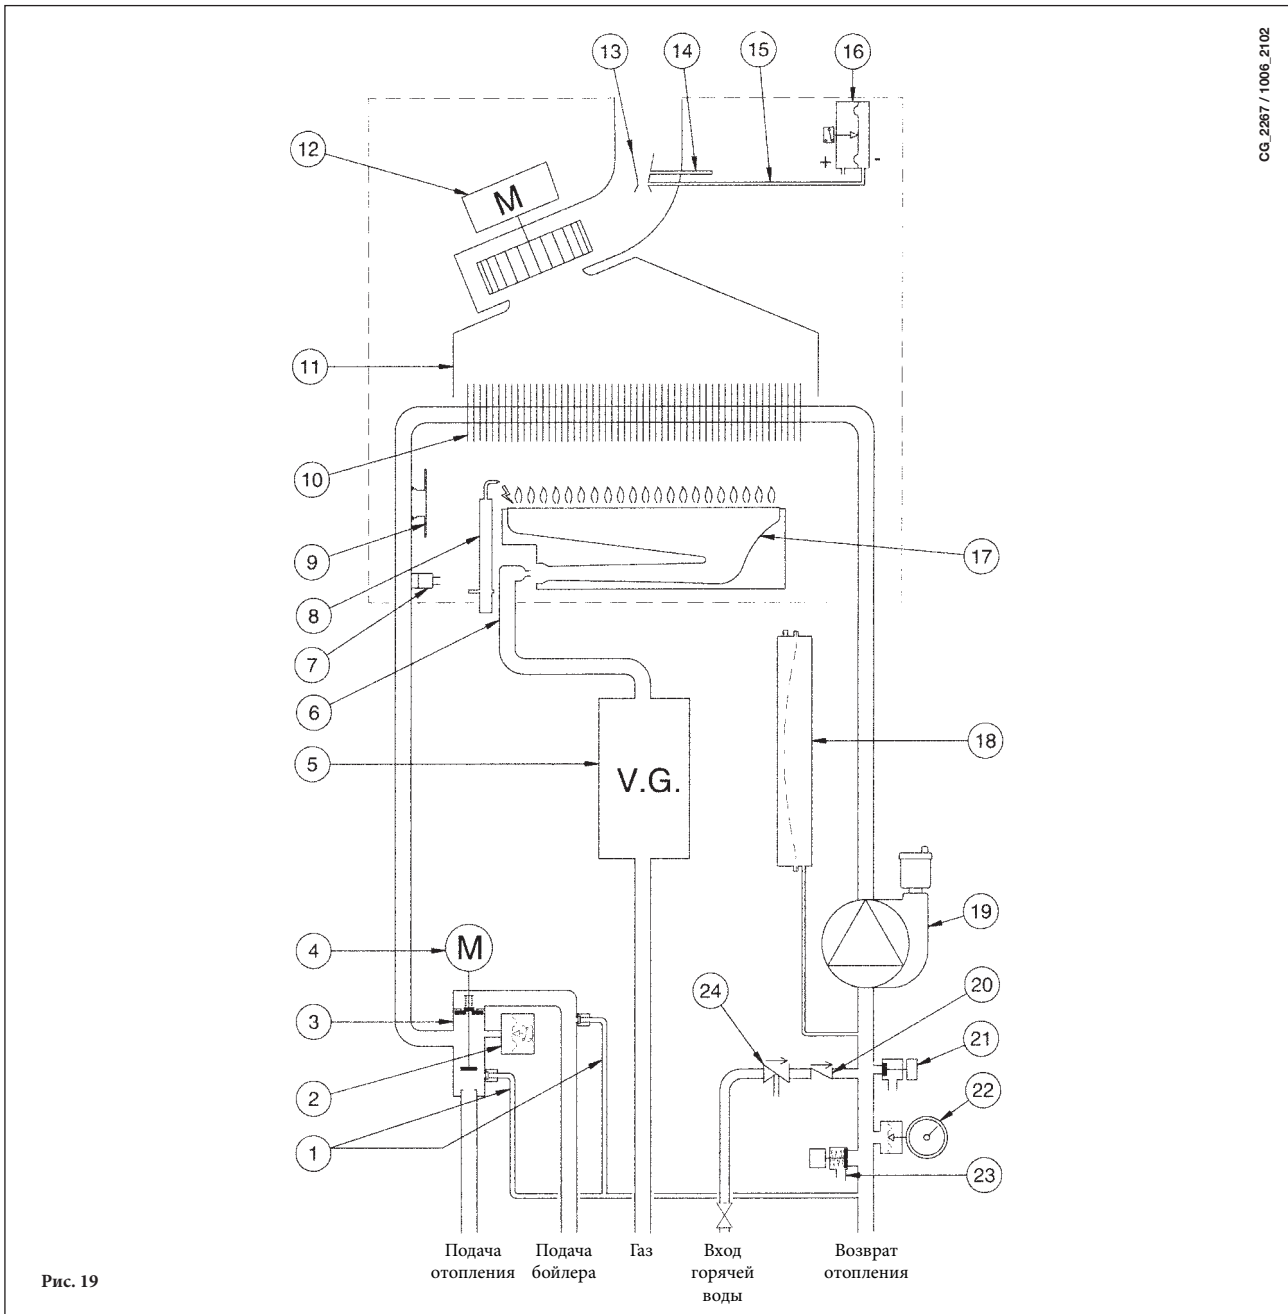 CG_2267 / 1006_2102
13
14
15
16
12
M
+
-
11
10
9
8
17
7
6
18
5
V.G.
19
4
M
24
20
3
21
2
22
1
23
Подача
отопления
Подача
бойлера
Газ
Вход
горячей
воды
Возврат
отопления
Рис. 19